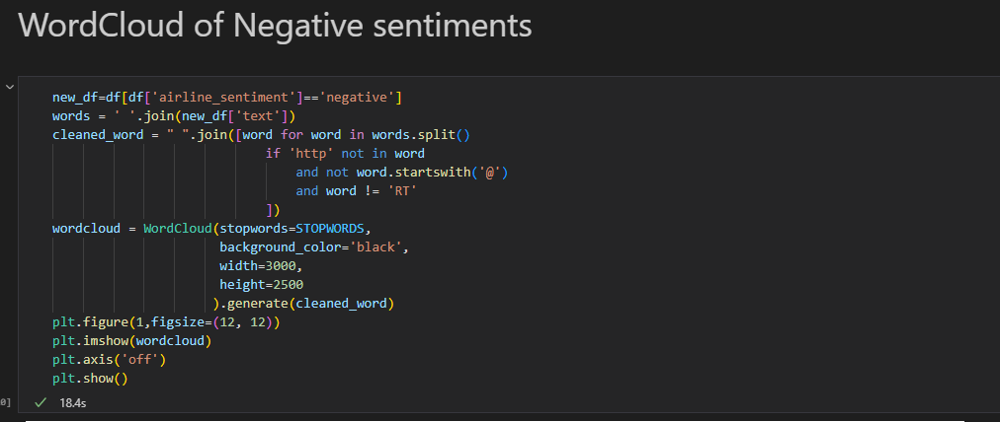 WordCloud of Negative sentiments
new_df=df[df['airline_sentiment']=='negative']
words = ' '.join(new_df['text'])
cleaned_word = " ".join([word for word in words.split()
if 'http' not in word
and not word.startswith('@')
and word != 'RT'
])
wordcloud = WordCloud(stopwords=STOPWORDS,
background_color='black',
width=3000,
height=2500
).generate(cleaned_word)
plt.figure(1,figsize=(12, 12))
plt.imshow(wordcloud)
plt.axis('off')
plt.show()
0] 18.4s